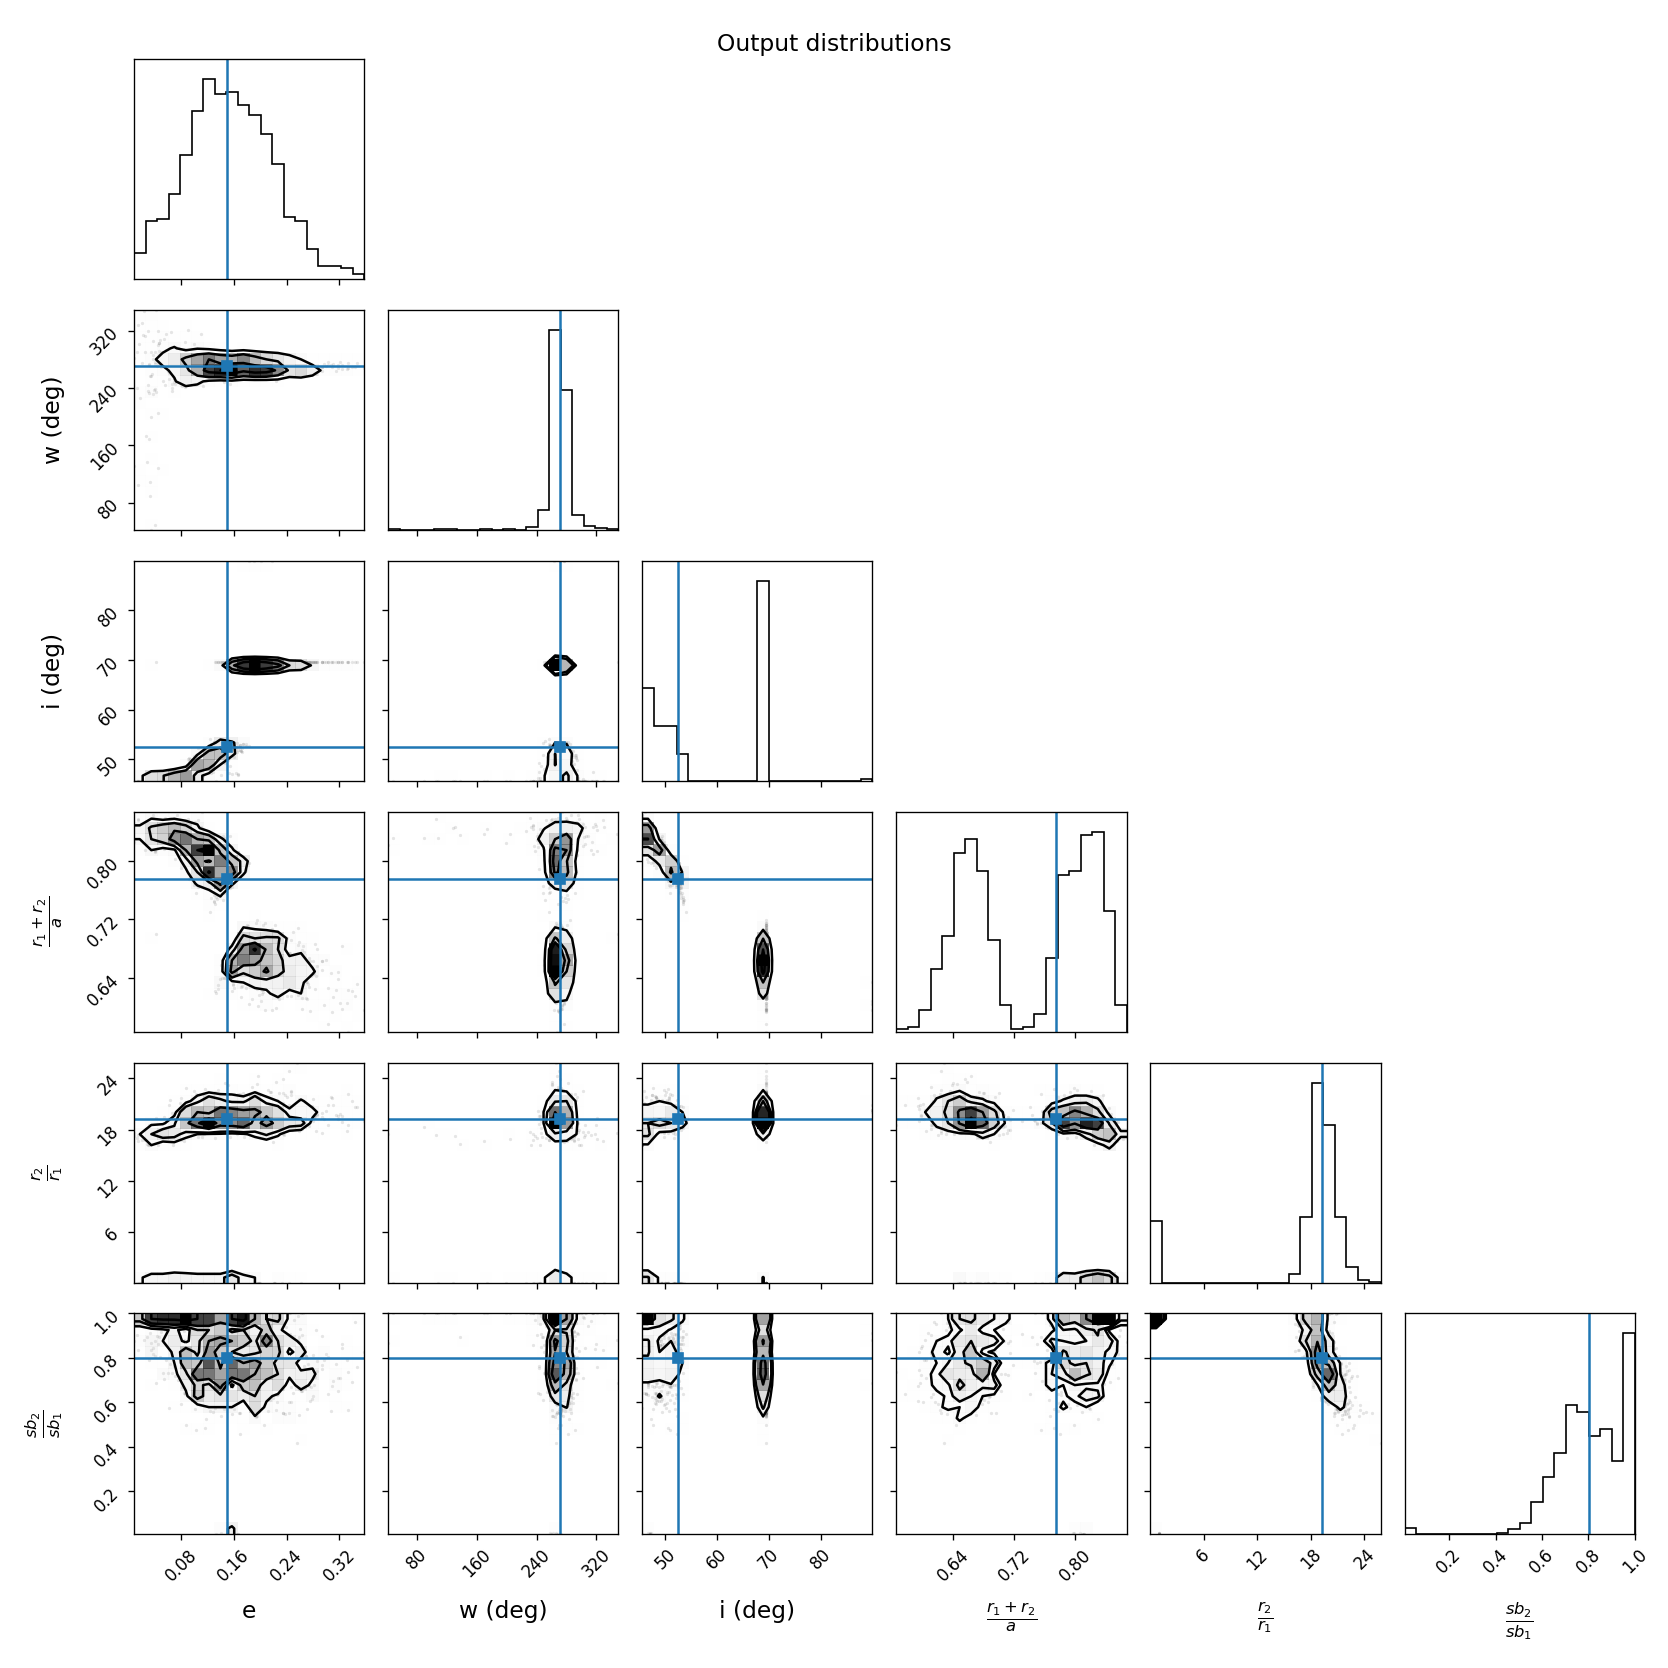 Output distributions
320
240
160
80
w (deg)
80
70
60
50
i (deg)
0.80
0.72
0.64
r₁ + r₂
a
24
18
12
6
r₂
r₁
1.0
0.8
0.6
0.4
0.2
sb₂
sb₁
0.08 0.16 0.24 0.32
80 160 240 320
50 60 70 80
0.64 0.72 0.80
6 12 18 24
0.2 0.4 0.6 0.8 1.0
e
w (deg)
i (deg)
r₁ + r₂
a
r₂
r₁
sb₂
sb₁